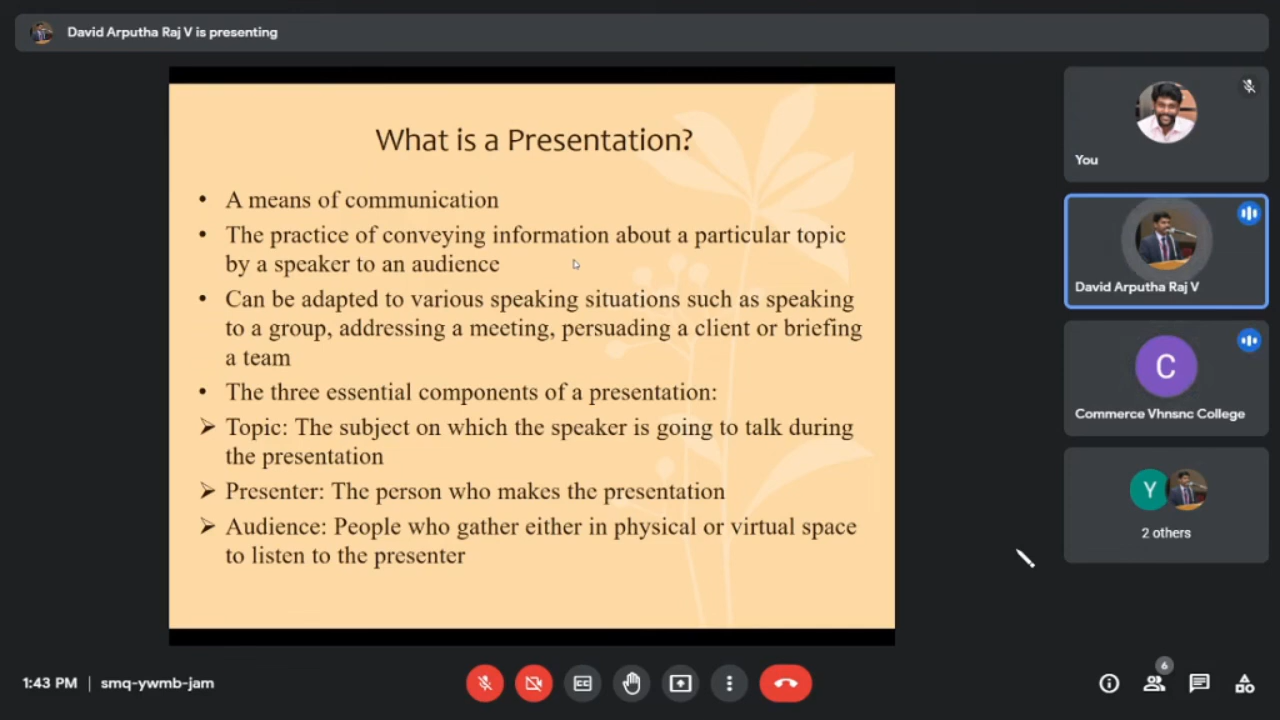 David Arputha Raj V is presenting
What is a Presentation?
• A means of communication
• The practice of conveying information about a particular topic
by a speaker to an audience
• Can be adapted to various speaking situations such as speaking
to a group, addressing a meeting, persuading a client or briefing
a team
• The three essential components of a presentation:
➢ Topic: The subject on which the speaker is going to talk during
the presentation
➢ Presenter: The person who makes the presentation
➢ Audience: People who gather either in physical or virtual space
to listen to the presenter
You
David Arputha Raj V
C
Commerce Vhnsnc College
Y
2 others
1:43 PM | smq-ywmb-jam
CC
6